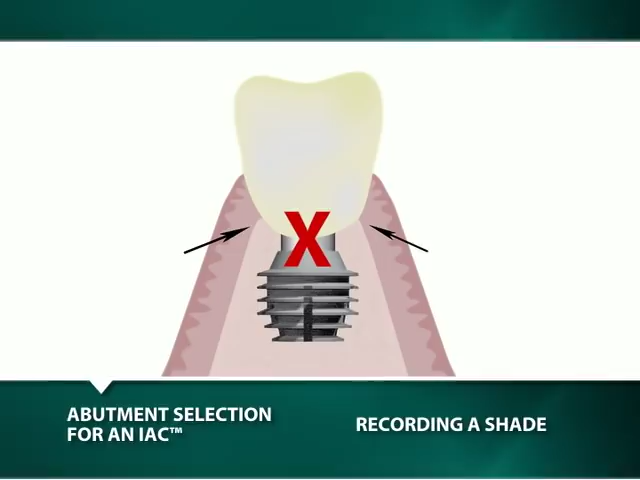 X
ABUTMENT SELECTION
FOR AN IAC™
RECORDING A SHADE